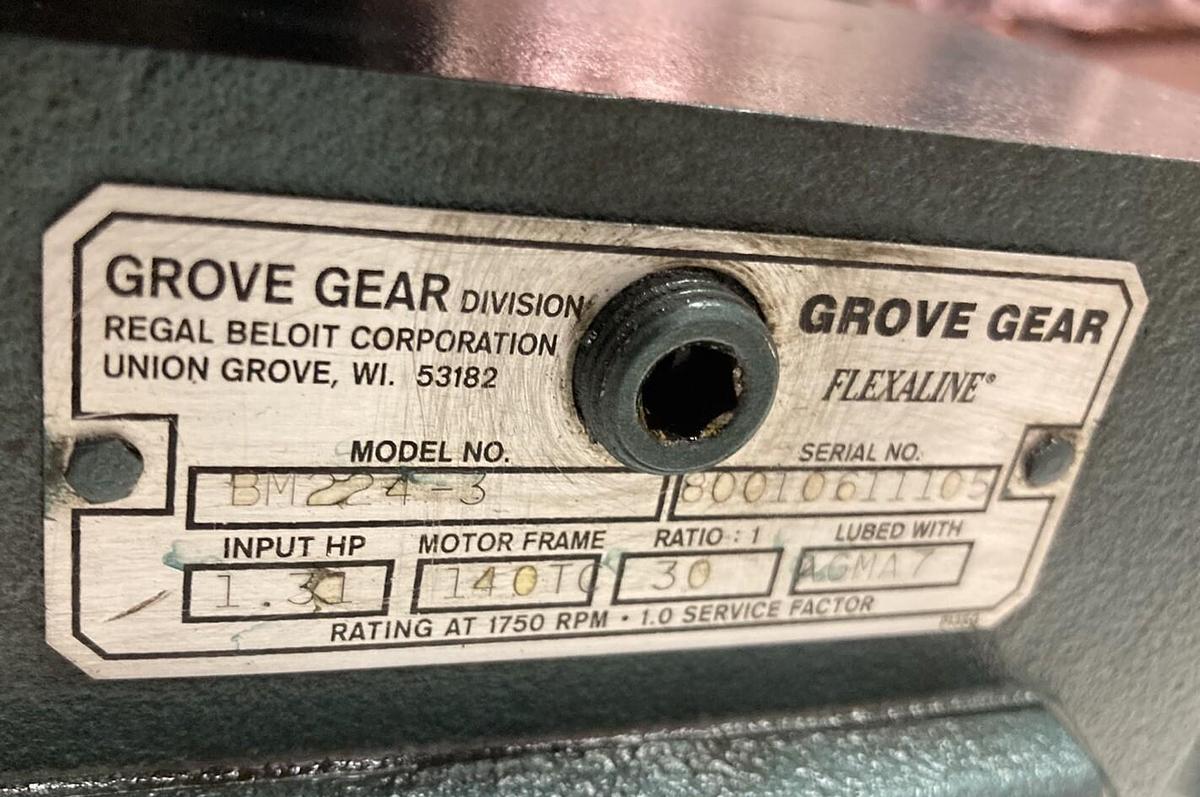 GROVE GEAR DIVISION
REGAL BELOIT CORPORATION
UNION GROVE, WI. 53182
GROVE GEAR
FLEXALINE®
MODEL NO.
SERIAL NO.
BM224-3
80010611105
INPUT HP
MOTOR FRAME
RATIO : 1
LUBED WITH
1.31
140TC
30
AGMA7
RATING AT 1750 RPM • 1.0 SERVICE FACTOR